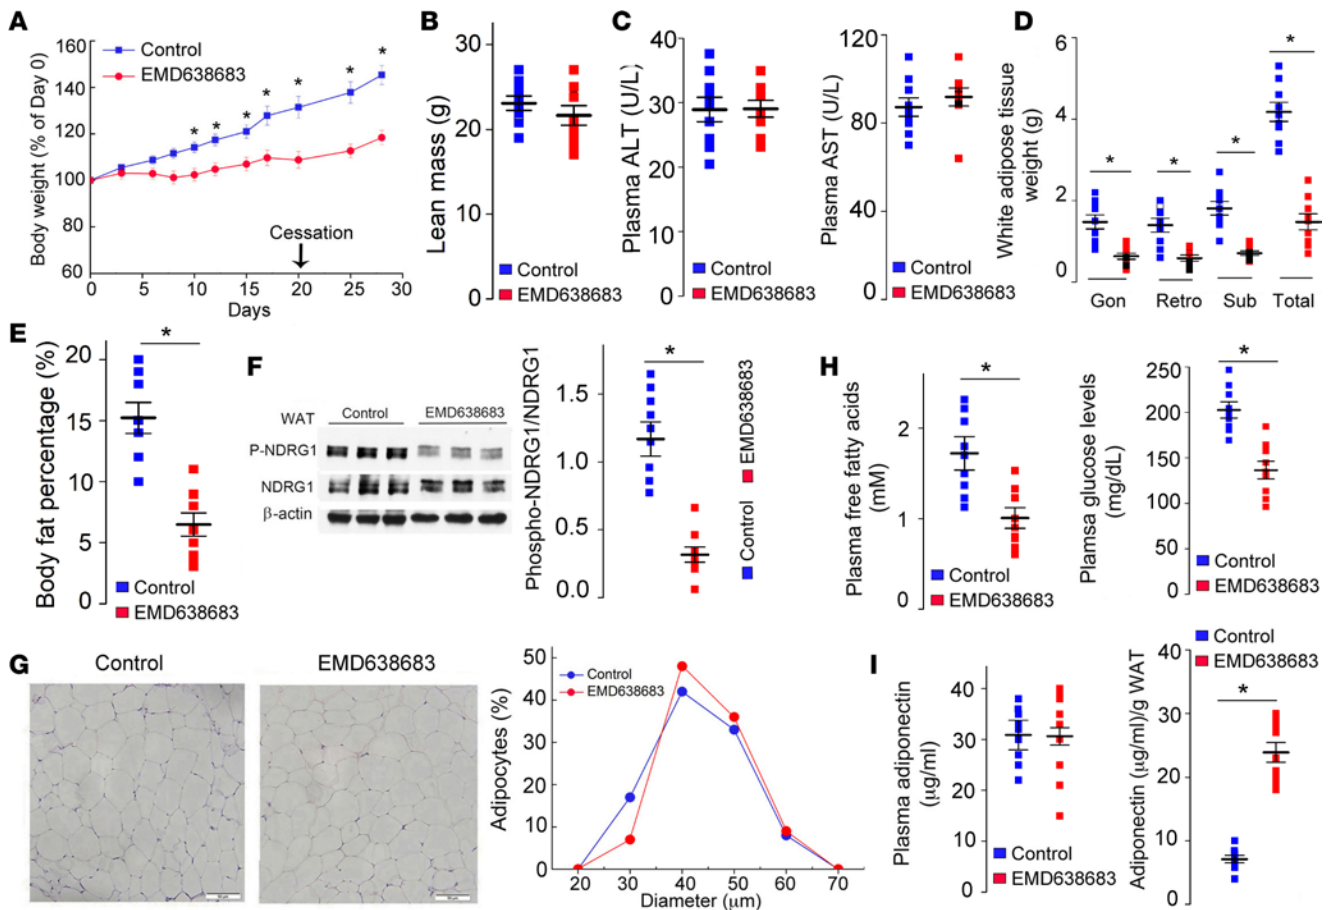 A
Body weight (% of Day 0)
160
140
120
100
80
60
Control
EMD638683
*
*
*
*
*
*
*
Cessation
0
5
10
15
20
25
30
Days
B
Lean mass (g)
30
20
10
0
Control
EMD638683
C
Plasma ALT (U/L)
40
30
20
10
0
Control
EMD638683
Plasma AST (U/L)
120
80
40
0
Control
EMD638683
D
White adipose tissue
weight (g)
6
4
2
0
*
*
*
*
Gon
Retro
Sub
Total
E
Body fat percentage (%)
20
15
10
5
0
*
Control
EMD638683
F
WAT
Control
EMD638683
P-NDRG1
NDRG1
β-actin
Phospho-NDRG1/NDRG1
1.5
1.0
0.5
0.0
*
Control
EMD638683
H
Plasma free fatty acids
(mM)
2
1
0
*
Control
EMD638683
Plamsa glucose levels
(mg/dL)
250
200
150
100
50
0
*
Control
EMD638683
G
Control
EMD638683
Adipocytes (%)
50
40
30
20
10
0
Control
EMD638683
20
30
40
50
60
70
Diameter (μm)
I
Plasma adiponectin
(μg/ml)
40
30
20
10
0
Control
EMD638683
Control
EMD638683
Adiponectin (μg/ml)/g WAT
40
30
20
10
0
*